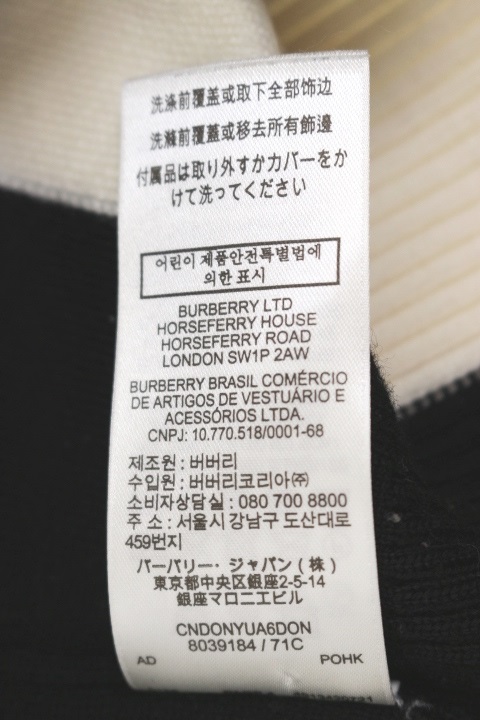 洗涤前覆盖或取下全部饰边
洗滌前覆蓋或移去所有飾邊
付属品は取り外すかカバーをか
けて洗ってください
어린이 제품안전특별법에
의한 표시
BURBERRY LTD
HORSEFERRY HOUSE
HORSEFERRY ROAD
LONDON SW1P 2AW
BURBERRY BRASIL COMÉRCIO
DE ARTIGOS DE VESTUÁRIO E
ACESSÓRIOS LTDA.
CNPJ: 10.770.518/0001-68
제조원 : 버버리
수입원 : 버버리코리아㈜
소비자상담실 : 080 700 8800
주 소 : 서울시 강남구 도산대로
459번지
バーバリー・ジャパン(株)
東京都中央区銀座2-5-14
銀座マロニエビル
CNDONYUA6DON
8039184 / 71C
AD POHK